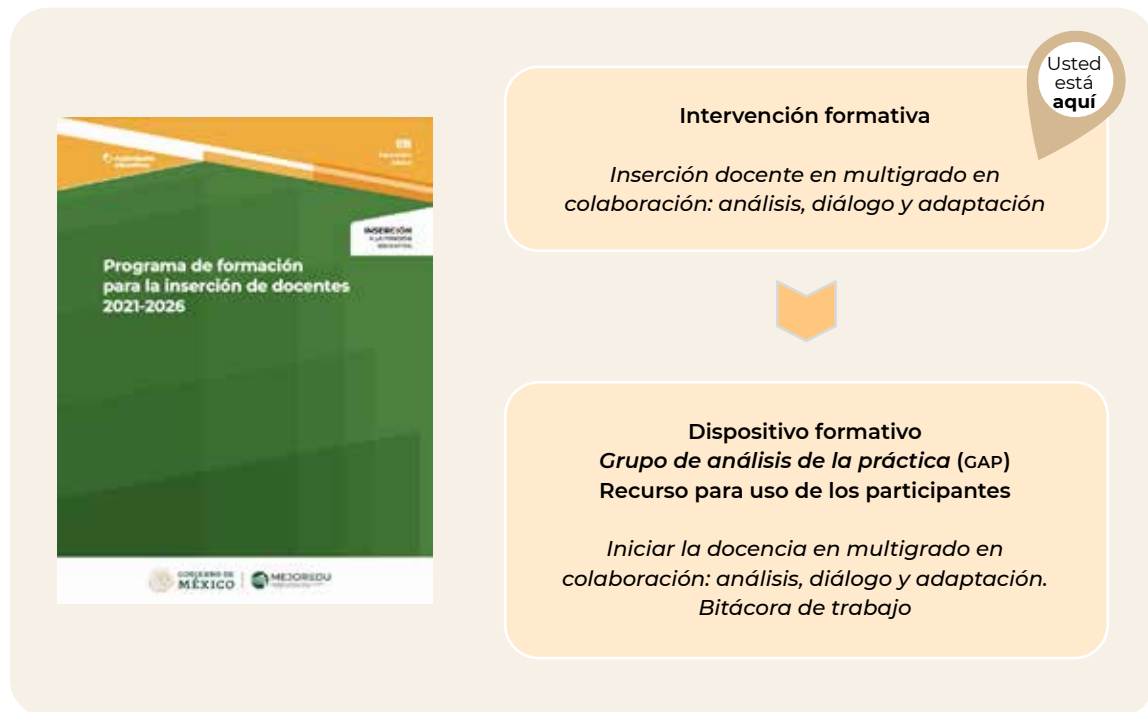 Programa de formación
para la inserción de docentes
2021-2026
INSERCIÓN
GOBIERNO DE
MÉXICO
MEJOREDU
Usted
está
aquí
Intervención formativa
Inserción docente en multigrado en
colaboración: análisis, diálogo y adaptación
Dispositivo formativo
Grupo de análisis de la práctica (GAP)
Recurso para uso de los participantes
Iniciar la docencia en multigrado en
colaboración: análisis, diálogo y adaptación.
Bitácora de trabajo